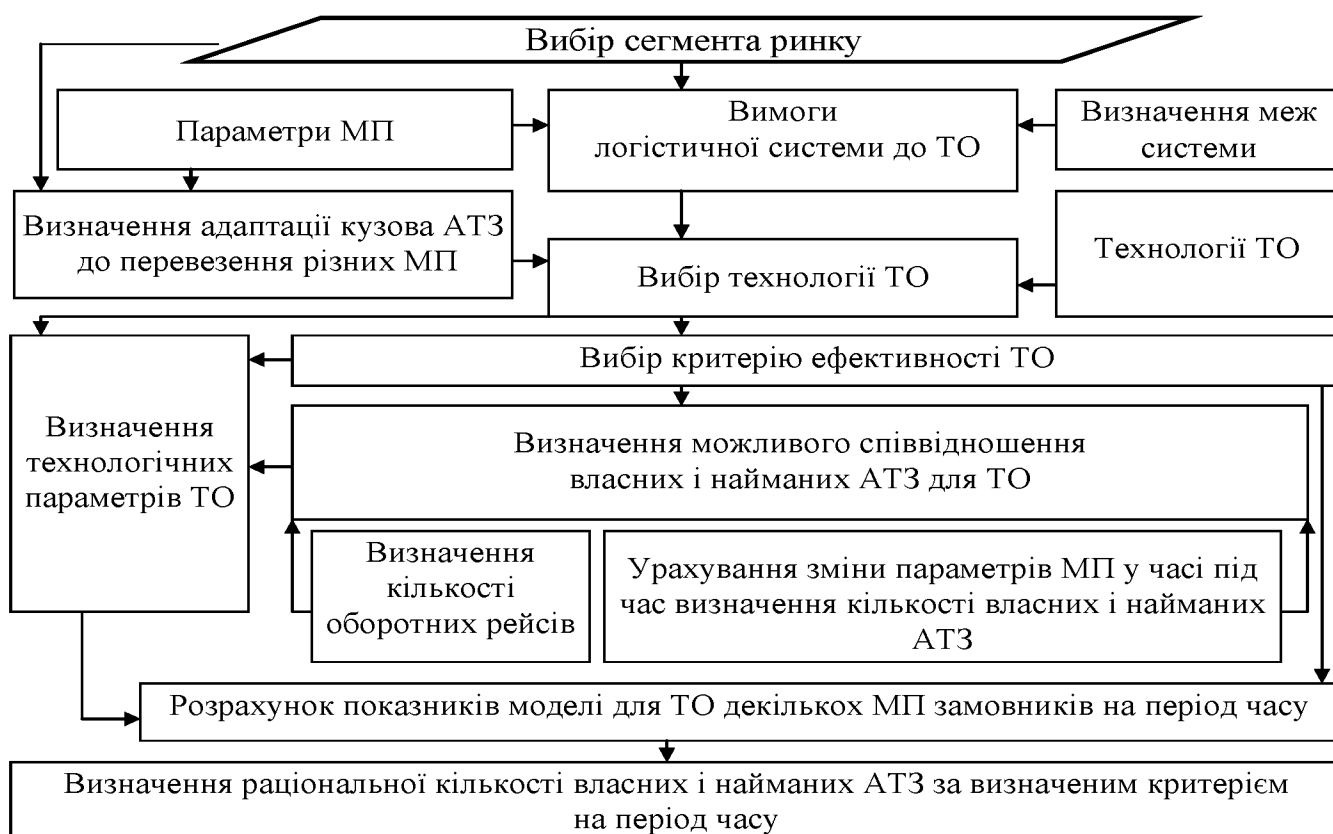 Вибір сегмента ринку
Параметри МП
Вимоги
логістичної системи до ТО
Визначення меж
системи
Визначення адаптації кузова АТЗ
до перевезення різних МП
Вибір технології ТО
Технології ТО
Вибір критерію ефективності ТО
Визначення
технологічних
параметрів ТО
Визначення можливого співвідношення
власних і найманих АТЗ для ТО
Визначення
кількості
оборотних рейсів
Урахування зміни параметрів МП у часі під
час визначення кількості власних і найманих
АТЗ
Розрахунок показників моделі для ТО декількох МП замовників на період часу
Визначення раціональної кількості власних і найманих АТЗ за визначеним критерієм
на період часу